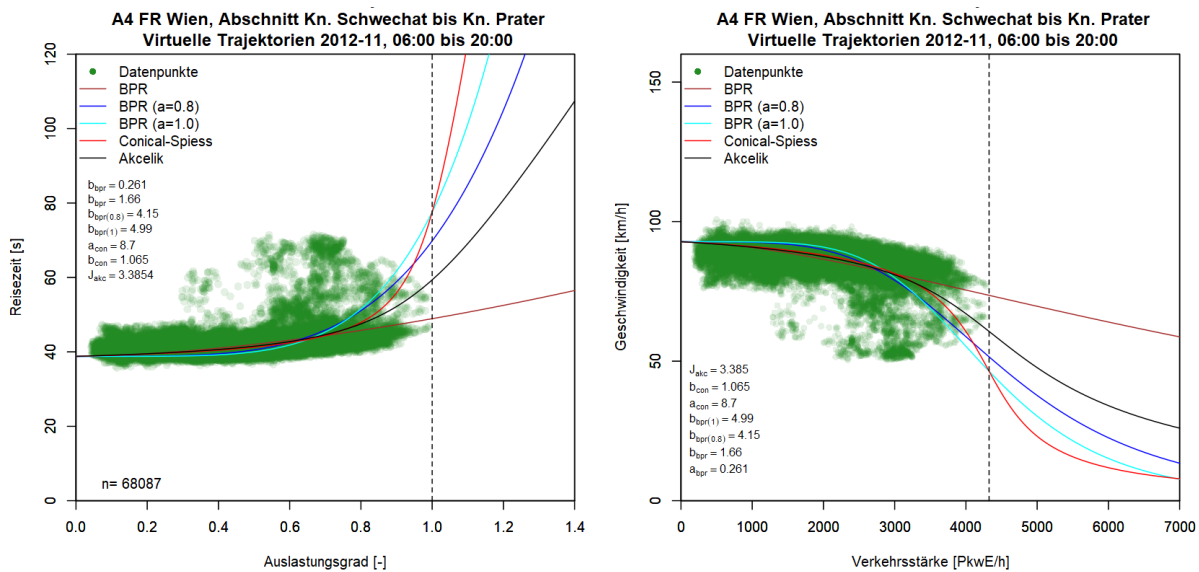 A4 FR Wien, Abschnitt Kn. Schwechat bis Kn. Prater
Virtuelle Trajektorien 2012-11, 06:00 bis 20:00
Datenpunkte
BPR
BPR (a=0.8)
BPR (a=1.0)
Conical-Spiess
Akcelik
b_bpr = 0.261
b_bpr = 1.66
b_bpr(0.8) = 4.15
b_bpr(1) = 4.99
a_con = 8.7
b_con = 1.065
J_akc = 3.3854
n= 68087
Reisezeit [s]
0 20 40 60 80 100 120
0.0 0.2 0.4 0.6 0.8 1.0 1.2 1.4
Auslastungsgrad [-]
A4 FR Wien, Abschnitt Kn. Schwechat bis Kn. Prater
Virtuelle Trajektorien 2012-11, 06:00 bis 20:00
Datenpunkte
BPR
BPR (a=0.8)
BPR (a=1.0)
Conical-Spiess
Akcelik
J_akc = 3.385
b_con = 1.065
a_con = 8.7
b_bpr(1) = 4.99
b_bpr(0.8) = 4.15
b_bpr = 1.66
a_bpr = 0.261
Geschwindigkeit [km/h]
0 50 100 150
0 1000 2000 3000 4000 5000 6000 7000
Verkehrsstärke [PkwE/h]